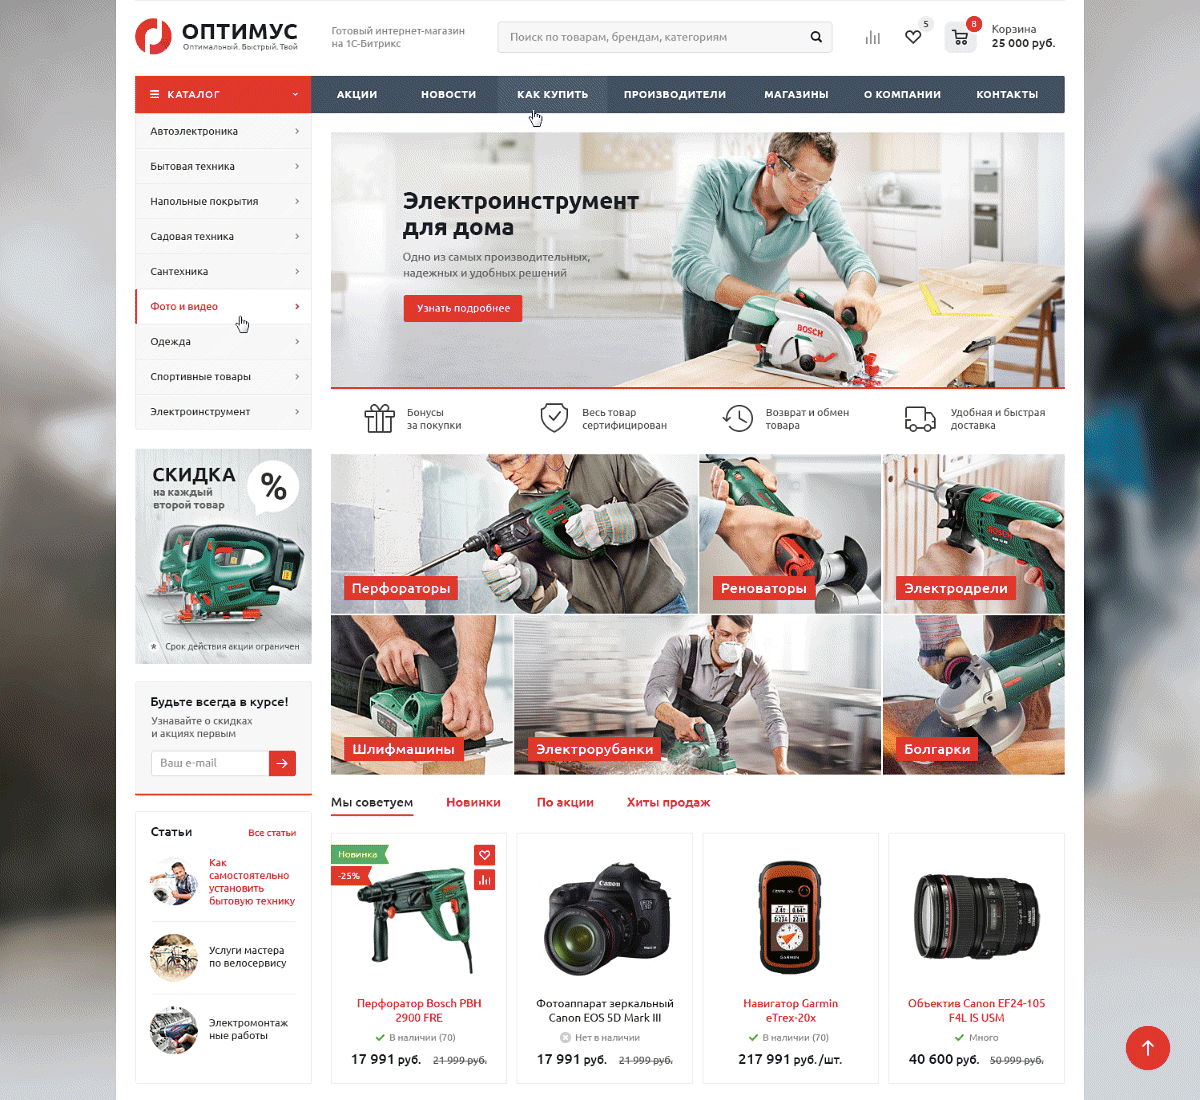 ОПТИМУС
Оптимальный. Быстрый. Твой
Готовый интернет-магазин
на 1С-Битрикс
Поиск по товарам, брендам, категориям
5
8
Корзина
25 000 руб.
КАТАЛОГ
АКЦИИ
НОВОСТИ
КАК КУПИТЬ
ПРОИЗВОДИТЕЛИ
МАГАЗИНЫ
О КОМПАНИИ
КОНТАКТЫ
Автоэлектроника
Бытовая техника
Напольные покрытия
Садовая техника
Сантехника
Фото и видео
Одежда
Спортивные товары
Электроинструмент
Электроинструмент
для дома
Одно из самых производительных,
надежных и удобных решений
Узнать подробнее
BOSCH
Бонусы
за покупки
Весь товар
сертифицирован
Возврат и обмен
товара
Удобная и быстрая
доставка
СКИДКА
на каждый
второй товар
%
* Срок действия акции ограничен
Перфораторы
Реноваторы
BOSCH
Электродрели
Шлифмашины
Электрорубанки
Болгарки
Будьте всегда в курсе!
Узнавайте о скидках
и акциях первым
Ваш e-mail
Статьи
Все статьи
Как
самостоятельно
установить
бытовую технику
Услуги мастера
по велосервису
Электромонтаж
ные работы
Мы советуем
Новинки
По акции
Хиты продаж
Новинка
-25%
Перфоратор Bosch PBH
2900 FRE
В наличии (70)
17 991 руб. 21 999 руб.
Canon
Фотоаппарат зеркальный
Canon EOS 5D Mark III
Нет в наличии
17 991 руб. 21 999 руб.
GARMIN
Навигатор Garmin
eTrex-20x
В наличии (70)
217 991 руб./шт.
Объектив Canon EF24-105
F4L IS USM
Много
40 600 руб. 50 999 руб.